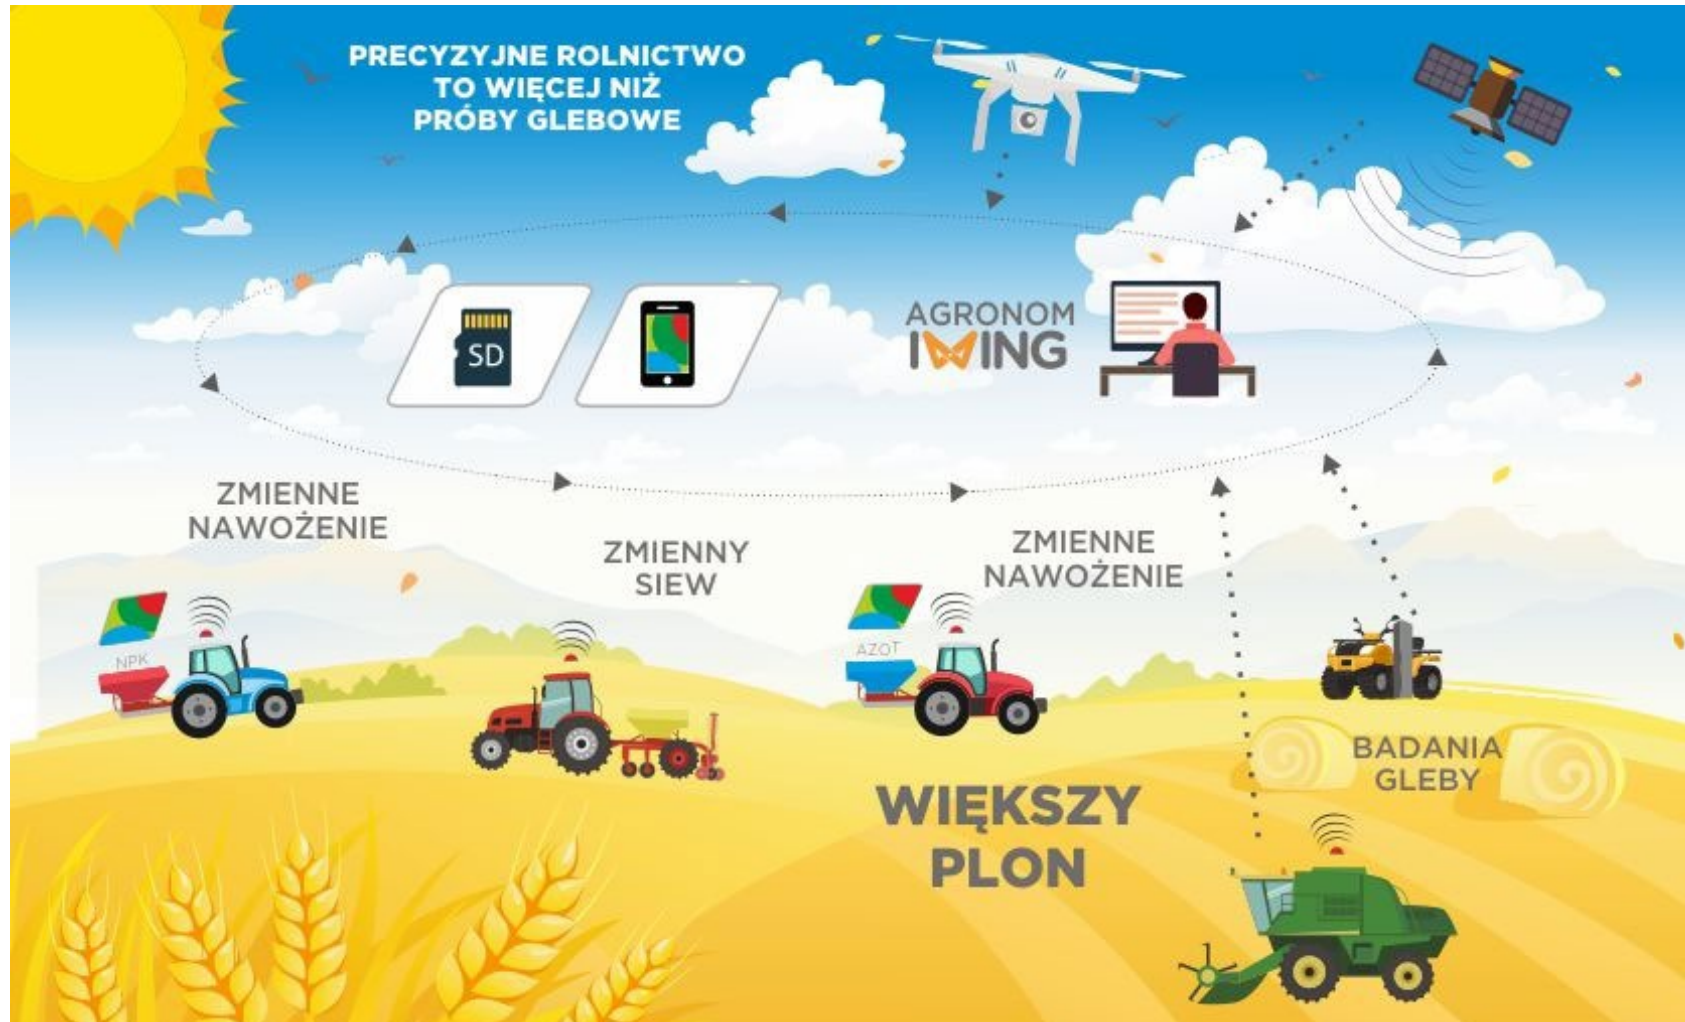 PRECYZYJNE ROLNICTWO
TO WIĘCEJ NIŻ
PRÓBY GLEBOWE
SD
AGRONOM
IWING
ZMIENNE
NAWOŻENIE
ZMIENNY
SIEW
ZMIENNE
NAWOŻENIE
NPK
AZOT
BADANIA
GLEBY
WIĘKSZY
PLON